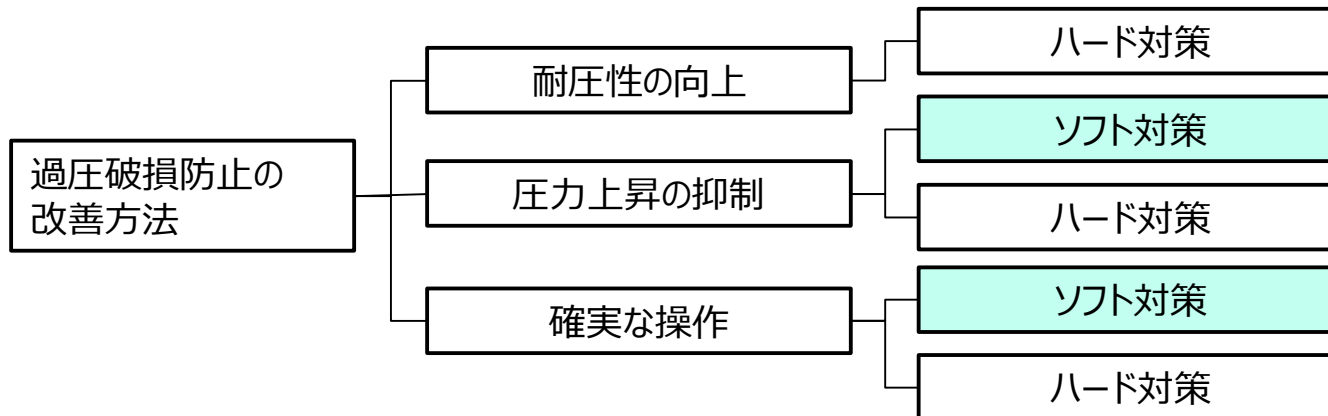 過圧破損防止の
改善方法
耐圧性の向上
ハード対策
圧力上昇の抑制
ソフト対策
ハード対策
確実な操作
ソフト対策
ハード対策